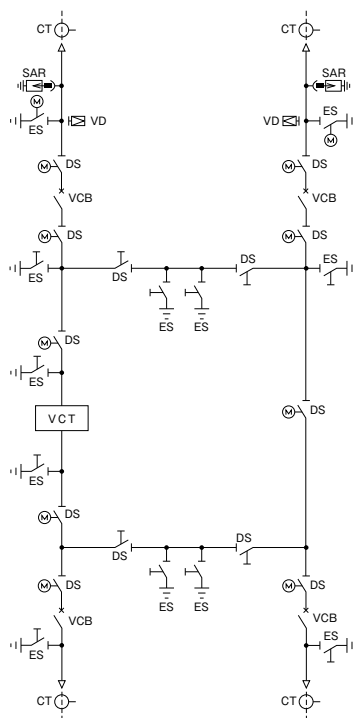 CT CT
SAR SAR
M
ES VD VD ES
M
M DS M DS
VCB VCB
M DS M DS
ES DS DS ES
ES ES
M DS
ES
M DS
VCT
ES
M DS
DS DS
M DS ES ES M DS
VCB VCB
ES ES
CT CT